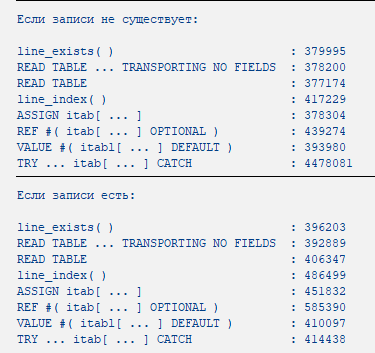 Если записи не существует:
line_exists( ) : 379995
READ TABLE ... TRANSPORTING NO FIELDS : 378200
READ TABLE : 377174
line_index( ) : 417229
ASSIGN itab[ ... ] : 378304
REF #( itab[ ... ] OPTIONAL ) : 439274
VALUE #( itab1[ ... ] DEFAULT ) : 393980
TRY ... itab[ ... ] CATCH : 4478081
Если записи есть:
line_exists( ) : 396203
READ TABLE ... TRANSPORTING NO FIELDS : 392889
READ TABLE : 406347
line_index( ) : 486499
ASSIGN itab[ ... ] : 451832
REF #( itab[ ... ] OPTIONAL ) : 585390
VALUE #( itab1[ ... ] DEFAULT ) : 410097
TRY ... itab[ ... ] CATCH : 414438